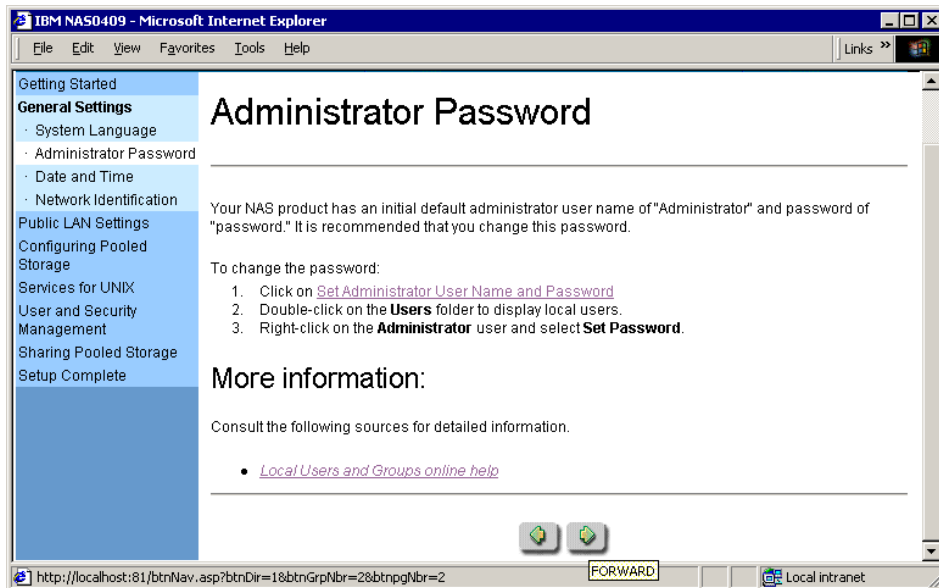 IBM NAS0409 - Microsoft Internet Explorer
File Edit View Favorites Tools Help
Links »
Getting Started
General Settings
· System Language
· Administrator Password
· Date and Time
· Network Identification
Public LAN Settings
Configuring Pooled
Storage
Services for UNIX
User and Security
Management
Sharing Pooled Storage
Setup Complete
Administrator Password
Your NAS product has an initial default administrator user name of "Administrator" and password of
"password." It is recommended that you change this password.
To change the password:
1. Click on Set Administrator User Name and Password
2. Double-click on the Users folder to display local users.
3. Right-click on the Administrator user and select Set Password.
More information:
Consult the following sources for detailed information.
• Local Users and Groups online help
FORWARD
http://localhost:81/btnNav.asp?btnDir=1&btnGrpNbr=2&btnpgNbr=2
Local intranet